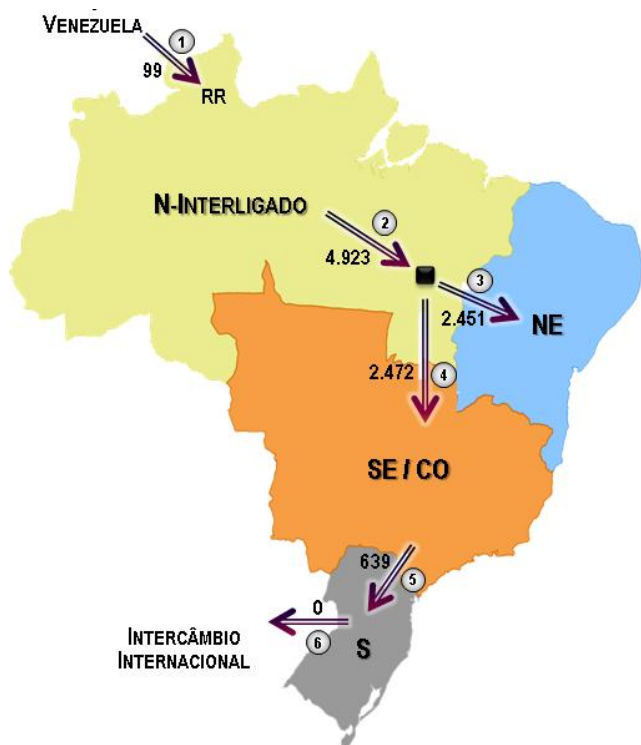 VENEZUELA
1
99
RR
N-INTERLIGADO
2
4.923
3
2.451
NE
2.472
4
SE / CO
639
5
0
6
INTERCÂMBIO
INTERNACIONAL
S